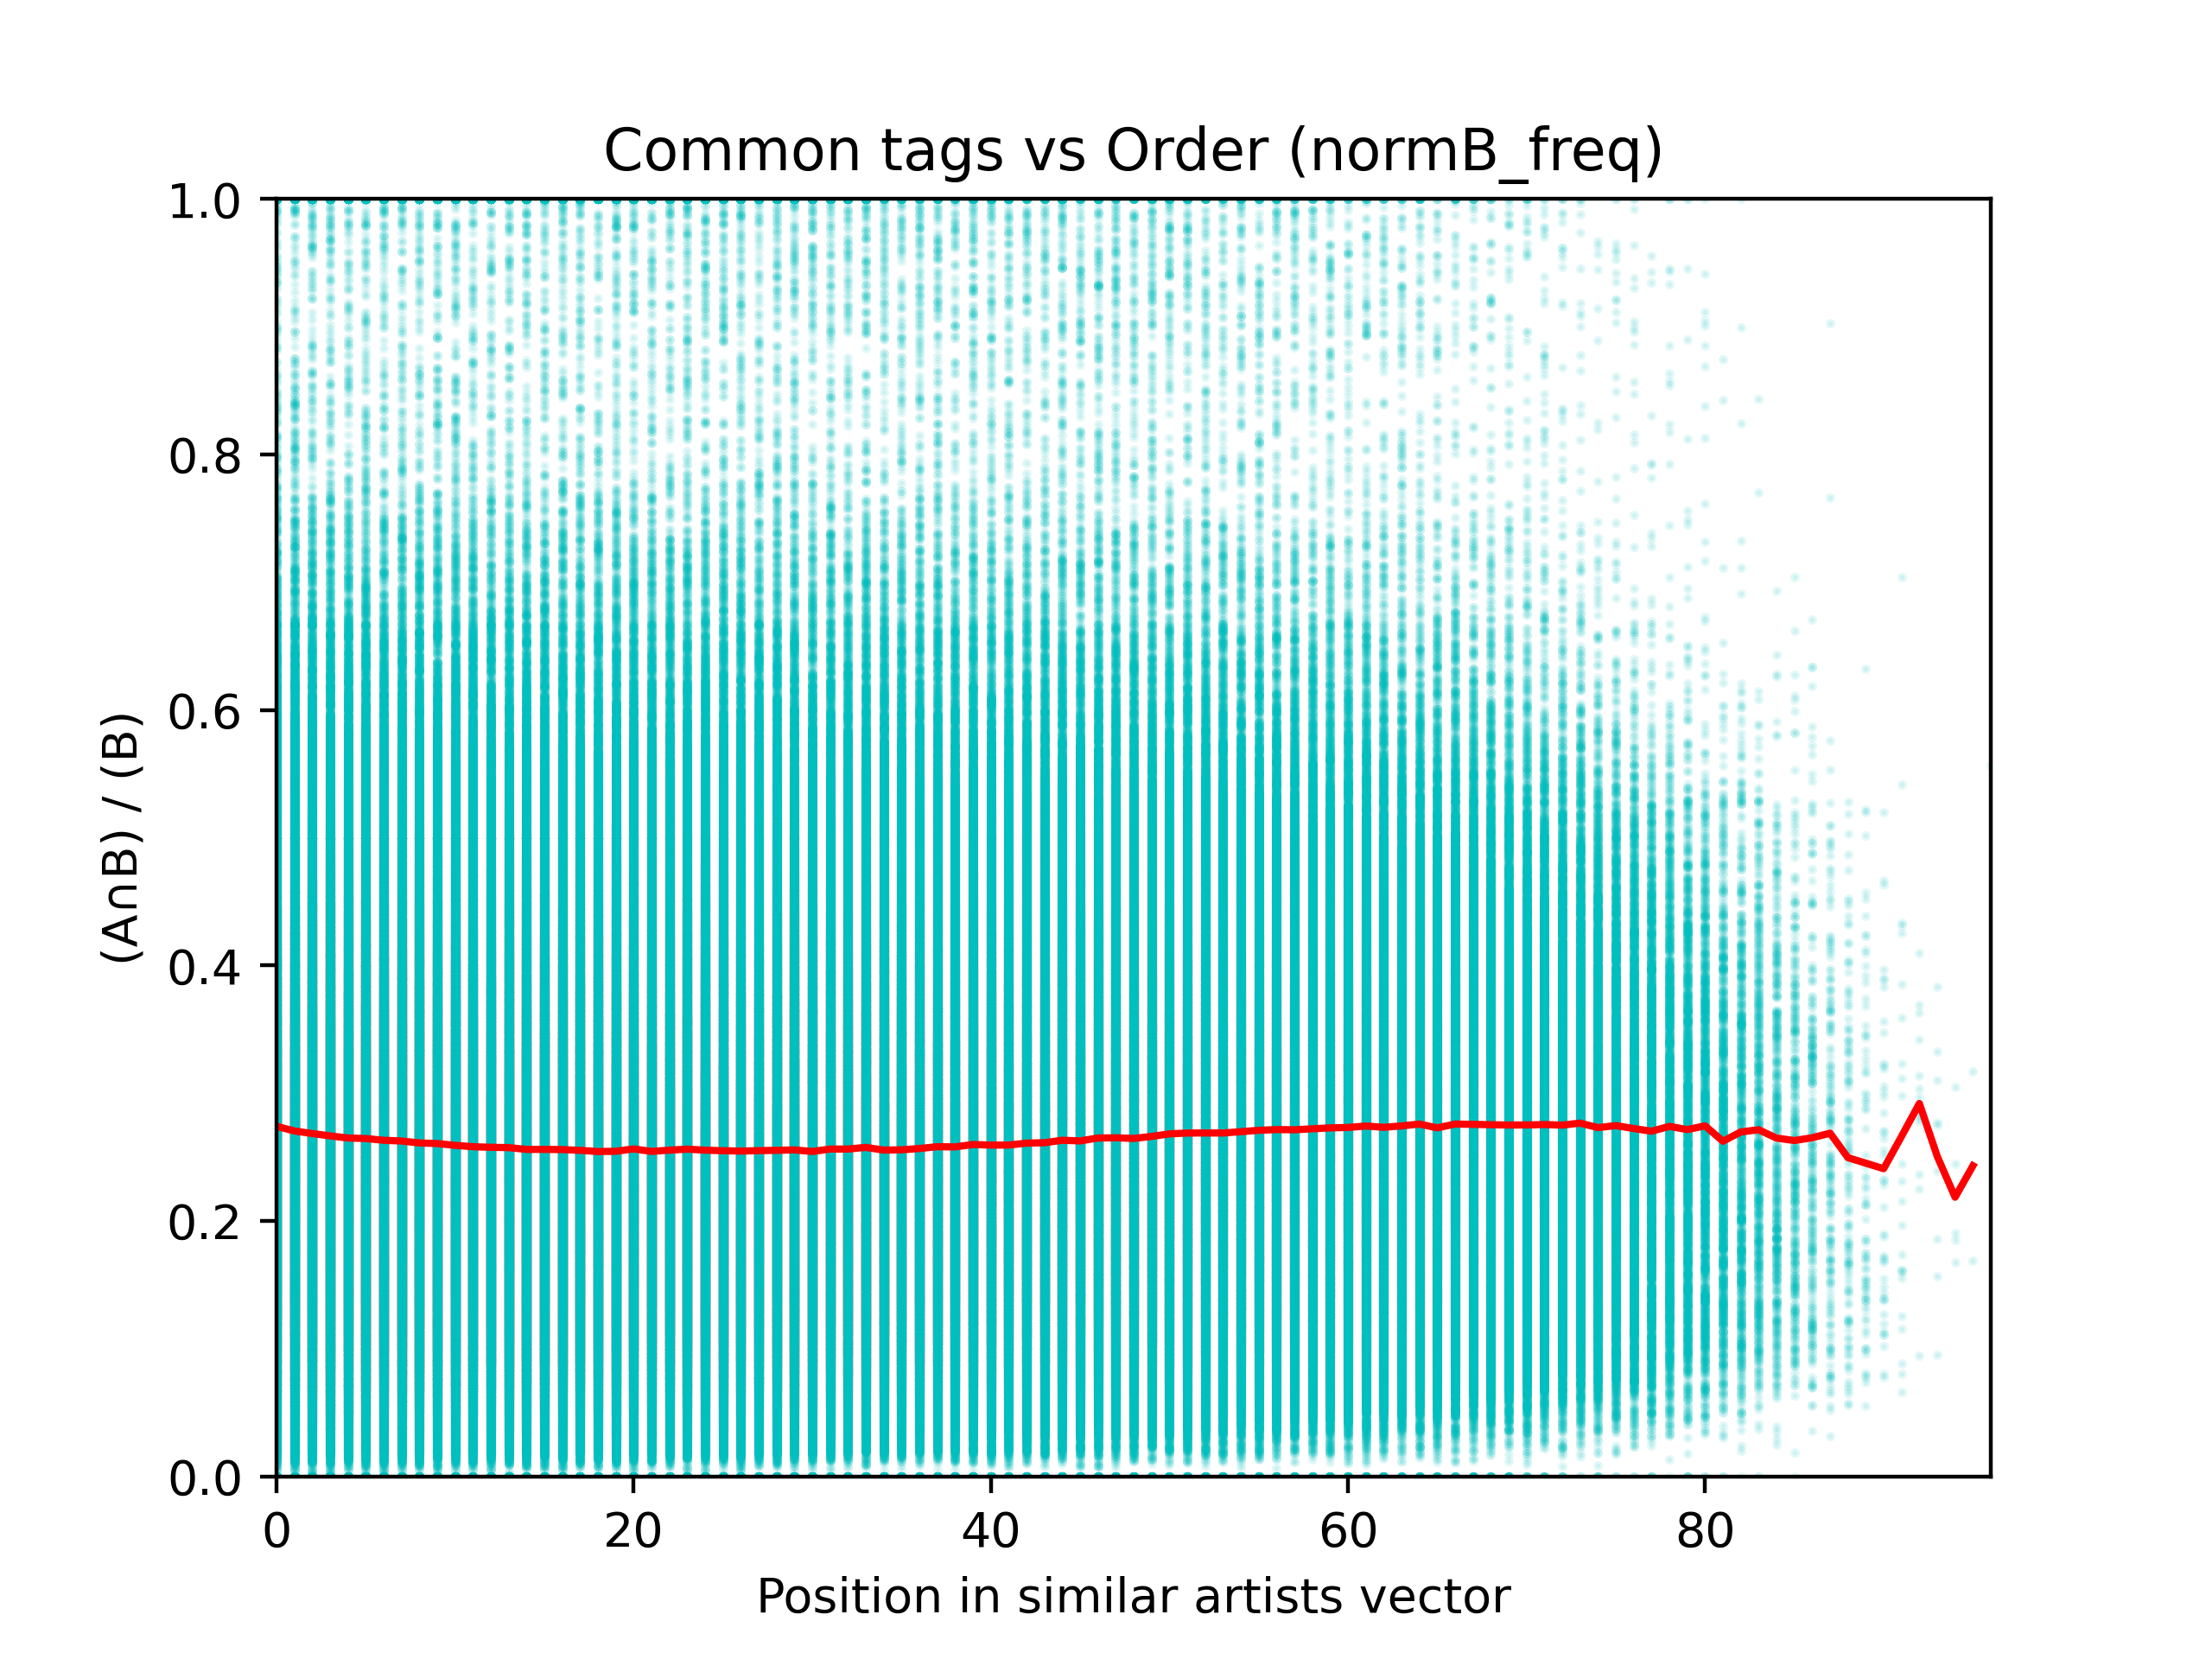 Common tags vs Order (normB_freq)
1.0
0.8
0.6
0.4
0.2
0.0
(A∩B) / (B)
0 20 40 60 80
Position in similar artists vector